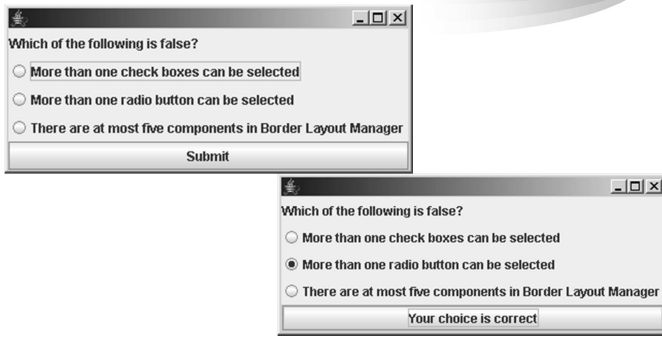 Which of the following is false?
More than one check boxes can be selected
More than one radio button can be selected
There are at most five components in Border Layout Manager
Submit
Which of the following is false?
More than one check boxes can be selected
More than one radio button can be selected
There are at most five components in Border Layout Manager
Your choice is correct